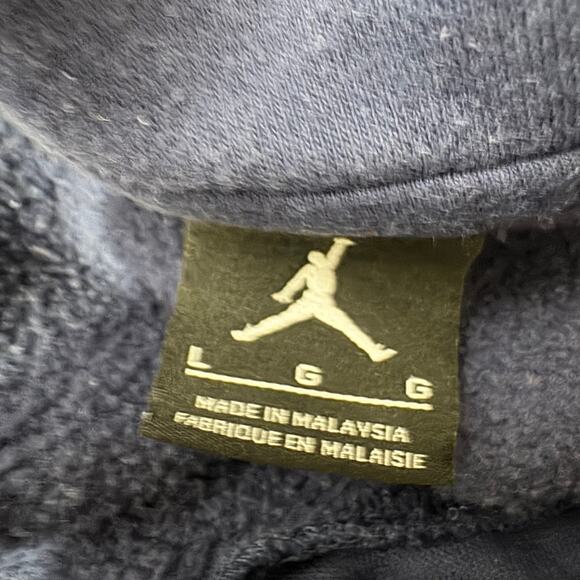 L G G
MADE IN MALAYSIA
FABRIQUE EN MALAISIE